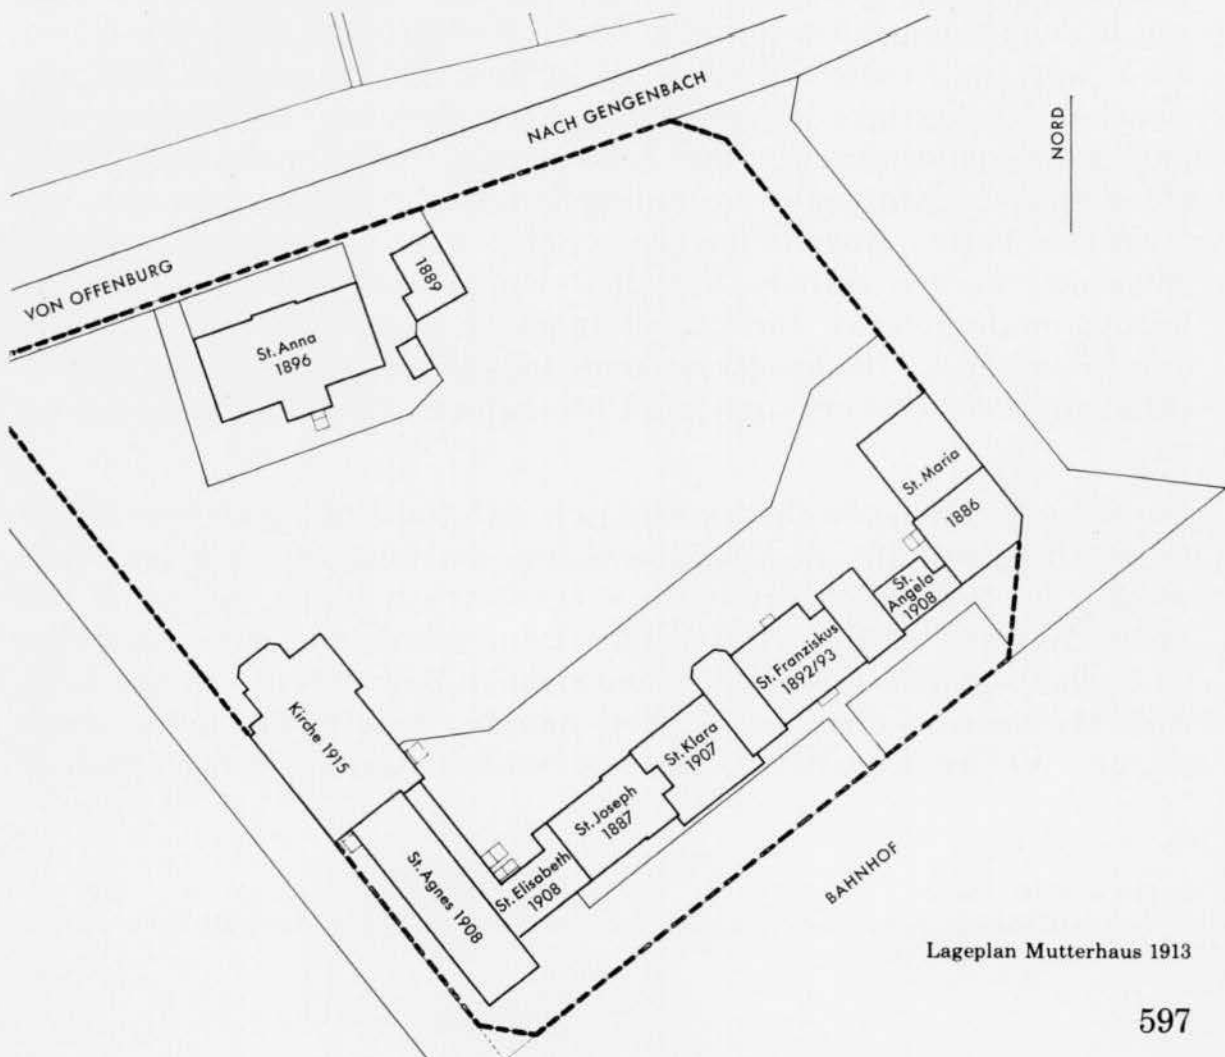 NACH GENGENBACH
NORD
VON OFFENBURG
1889
St. Anna
1896
St. Maria
1886
St.
Angela
1908
St. Franziskus
1892/93
St. Klara
1907
Kirche 1915
St. Joseph
1887
St. Elisabeth
1908
St. Agnes 1908
BAHNHOF
Lageplan Mutterhaus 1913
597